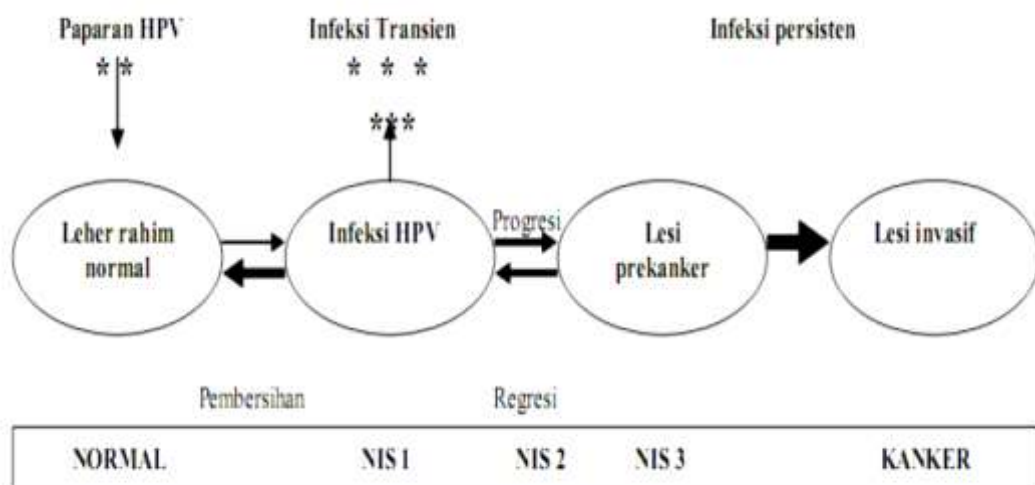 Paparan HPV Infeksi Transien Infeksi persisten
** * * *
***
Progresi
Leher rahim Infeksi HPV Lesi Lesi invasif
normal prekanker
Pembersihan Regresi
NORMAL NIS 1 NIS 2 NIS 3 KANKER